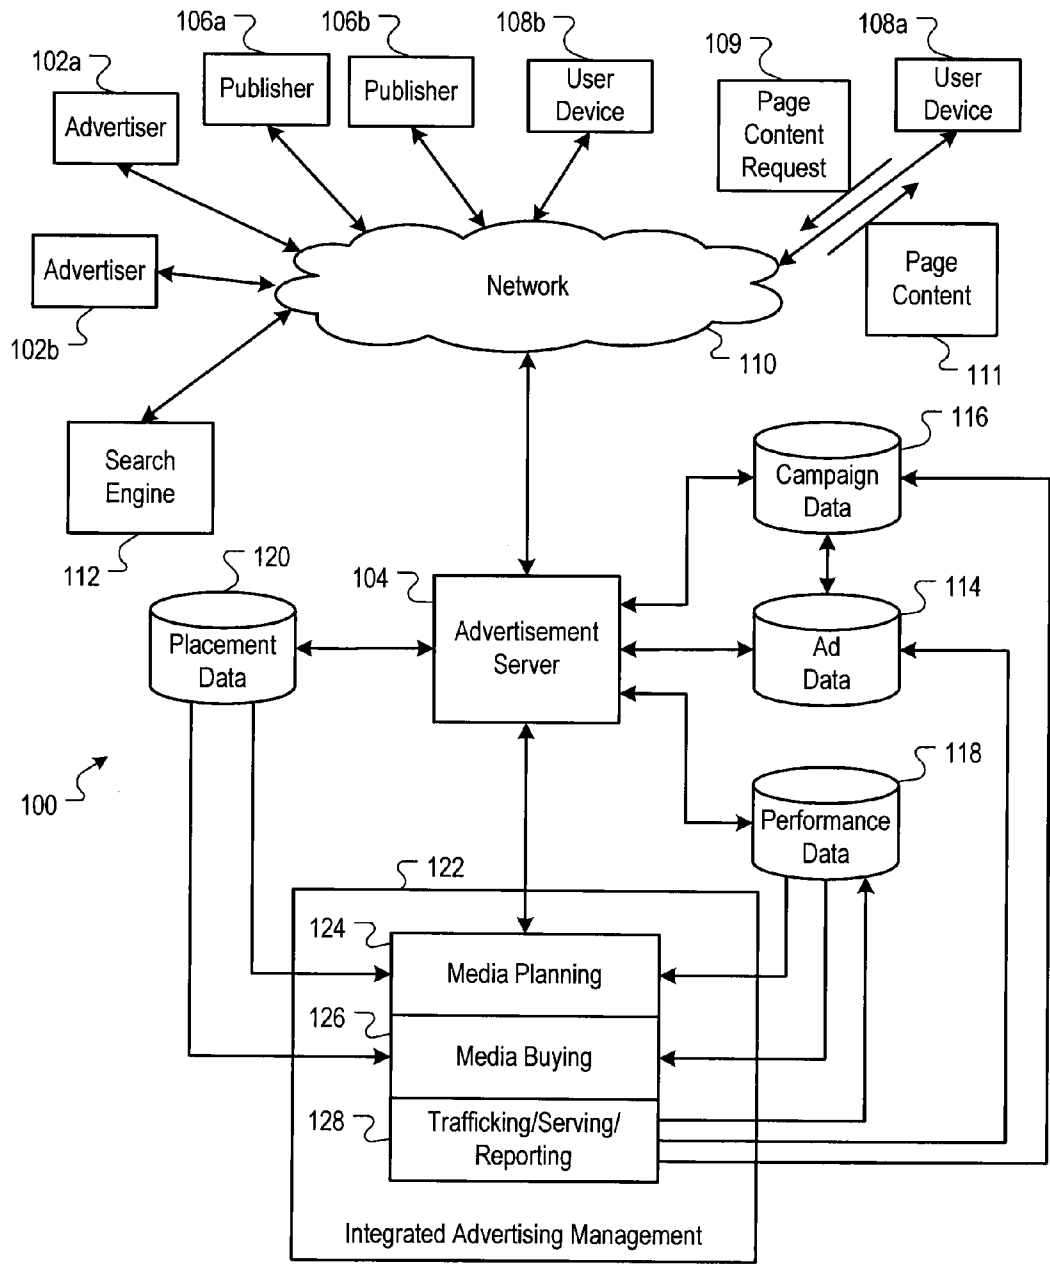 106a
106b
108b
108a
102a
109
Publisher
Publisher
User
Device
User
Device
Advertiser
Page
Content
Request
Advertiser
Network
Page
Content
102b
110
111
116
Search
Engine
Campaign
Data
112
120
104
114
Placement
Data
Advertisement
Server
Ad
Data
100
118
Performance
Data
122
124
Media Planning
126
Media Buying
128
Trafficking/Serving/
Reporting
Integrated Advertising Management